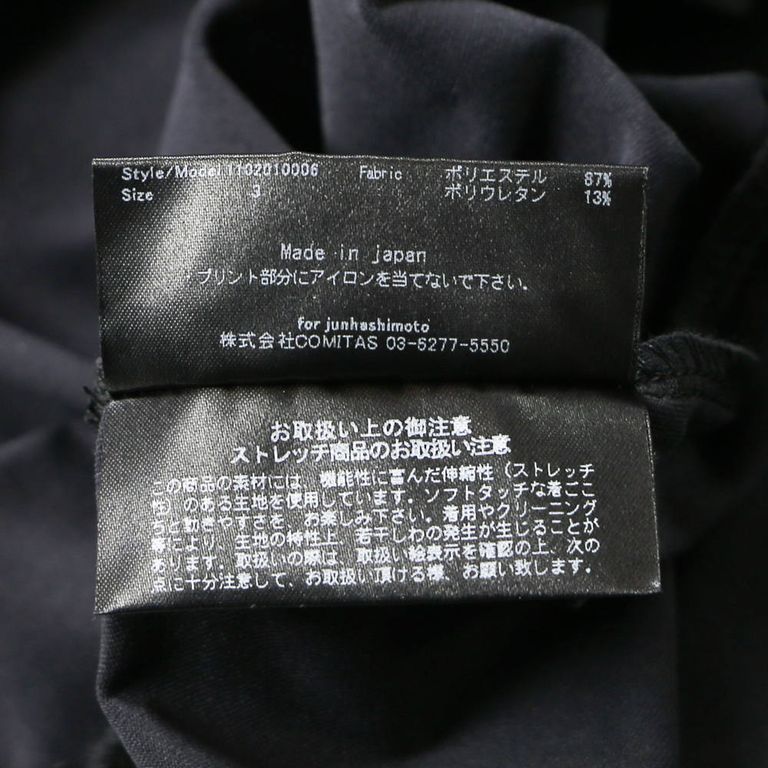 Style/Model 1102010006 Fabric ポリエステル 87%
Size 3 ポリウレタン 13%
Made in japan
プリント部分にアイロンを当てないで下さい。
for junhashimoto
株式会社COMITAS 03-6277-5550
お取扱い上の御注意
ストレッチ商品のお取扱い注意
この商品の素材には、機能性に富んだ伸縮性（ストレッチ
性）のある生地を使用しています。ソフトタッチな着ごこ
ちと動きやすさを、お楽しみ下さい。着用やクリーニング
等により、生地の特性上、若干しわの発生が生じることが
あります。取扱いの際は、取扱い絵表示を確認の上、次の
点に十分注意して、お取扱い頂ける様、お願い致します。